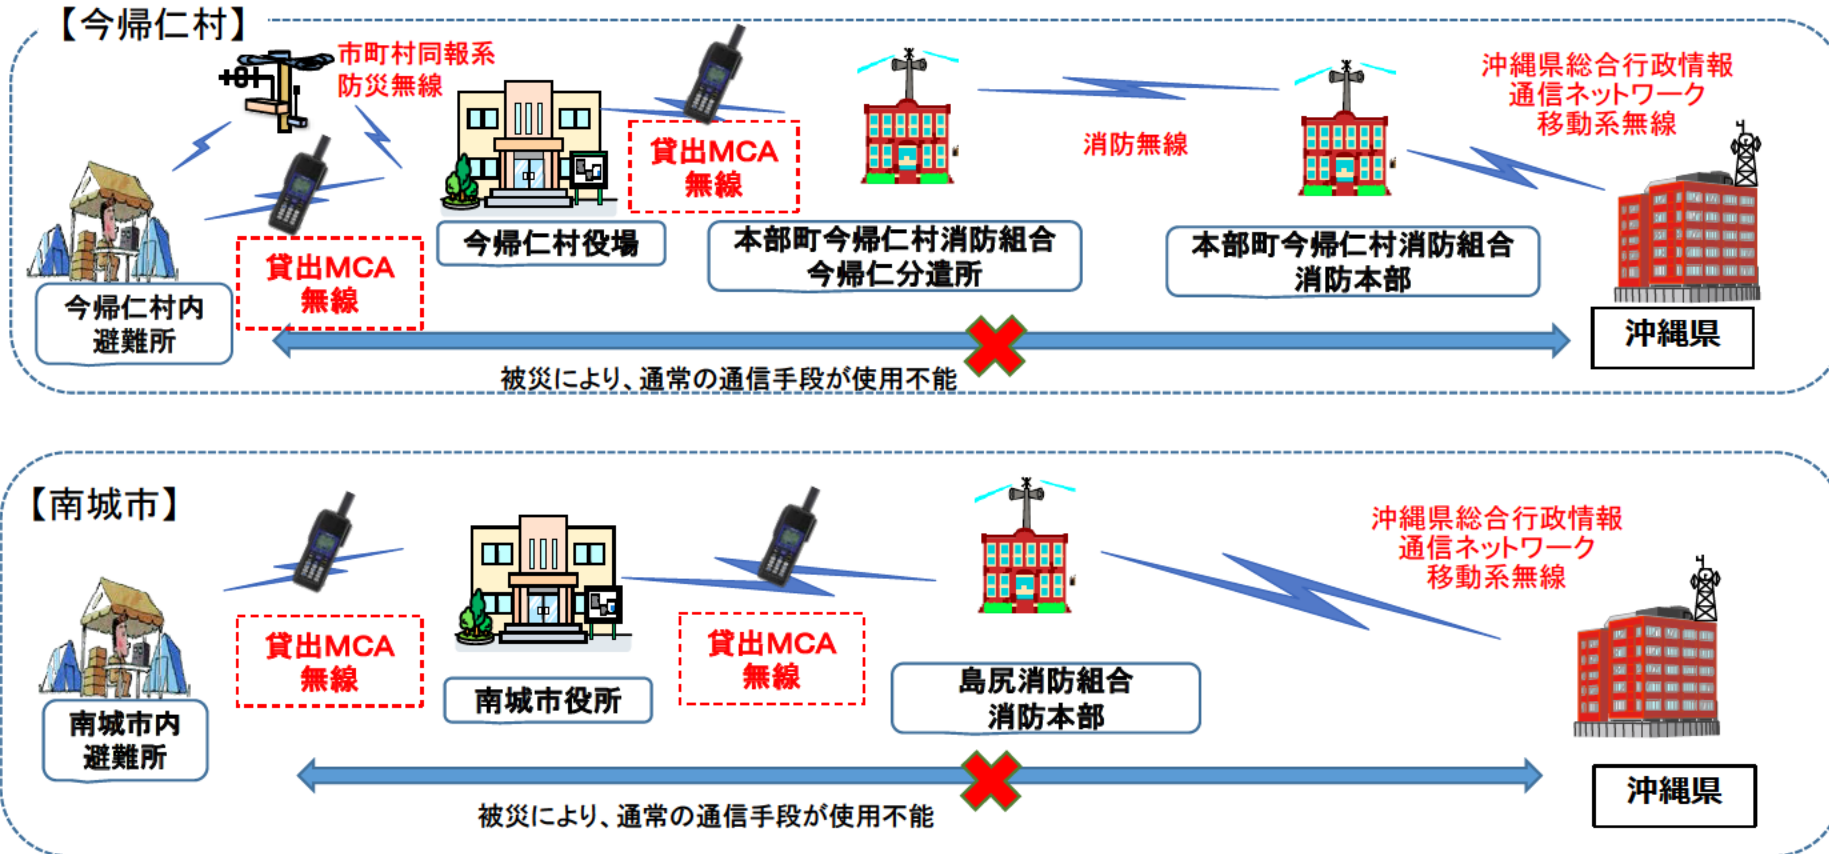 【今帰仁村】
市町村同報系
防災無線
貸出MCA
無線
貸出MCA
無線
消防無線
沖縄県総合行政情報
通信ネットワーク
移動系無線
今帰仁村内
避難所
今帰仁村役場
本部町今帰仁村消防組合
今帰仁分遣所
本部町今帰仁村消防組合
消防本部
沖縄県
被災により、通常の通信手段が使用不能
【南城市】
貸出MCA
無線
貸出MCA
無線
沖縄県総合行政情報
通信ネットワーク
移動系無線
南城市内
避難所
南城市役所
島尻消防組合
消防本部
沖縄県
被災により、通常の通信手段が使用不能